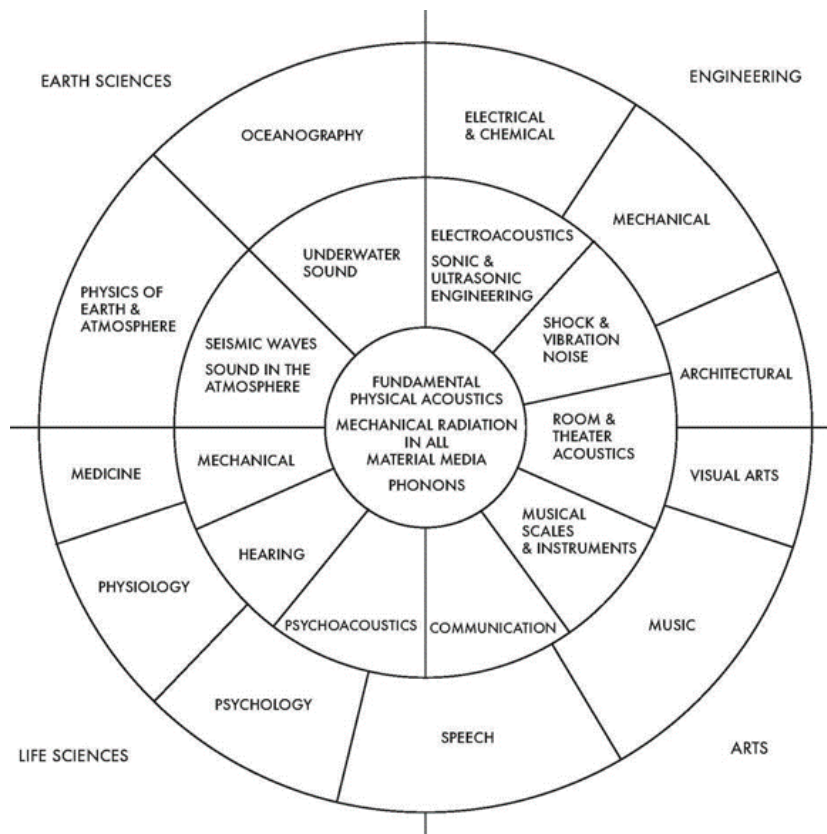 EARTH SCIENCES
ENGINEERING
OCEANOGRAPHY
ELECTRICAL
& CHEMICAL
MECHANICAL
ARCHITECTURAL
VISUAL ARTS
MUSIC
SPEECH
PSYCHOLOGY
PHYSIOLOGY
MEDICINE
PHYSICS OF
EARTH &
ATMOSPHERE
UNDERWATER
SOUND
ELECTROACOUSTICS
SONIC &
ULTRASONIC
ENGINEERING
SHOCK &
VIBRATION
NOISE
ROOM &
THEATER
ACOUSTICS
MUSICAL
SCALES
& INSTRUMENTS
COMMUNICATION
PSYCHOACOUSTICS
HEARING
MECHANICAL
SEISMIC WAVES
SOUND IN THE
ATMOSPHERE
FUNDAMENTAL
PHYSICAL ACOUSTICS
MECHANICAL RADIATION
IN ALL
MATERIAL MEDIA
PHONONS
LIFE SCIENCES
ARTS